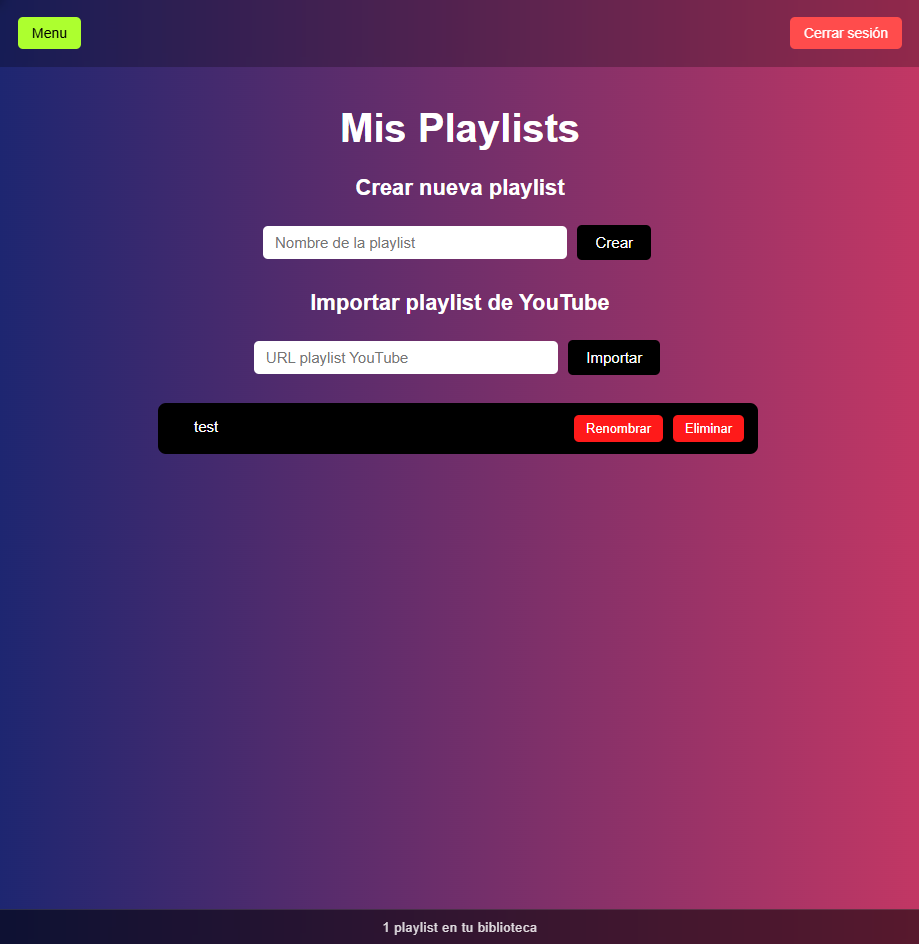 Menu
Cerrar sesión
Mis Playlists
Crear nueva playlist
Nombre de la playlist
Crear
Importar playlist de YouTube
URL playlist YouTube
Importar
test
Renombrar
Eliminar
1 playlist en tu biblioteca